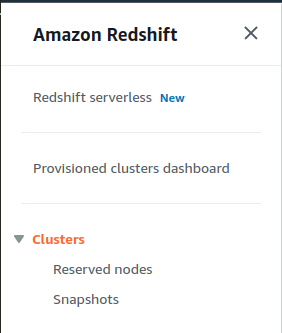 Amazon Redshift
Redshift serverless New
Provisioned clusters dashboard
Clusters
Reserved nodes
Snapshots